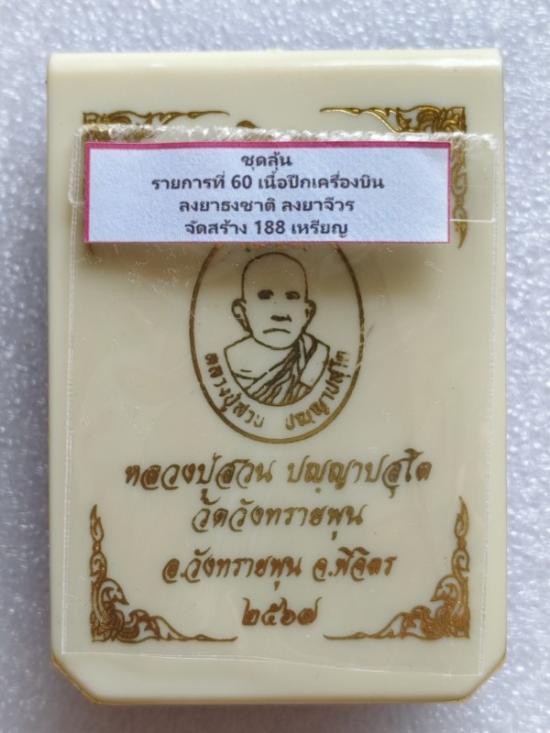 ชุดลุ้น
รายการที่ 60 เนื้อปีกเครื่องบิน
ลงยาธงชาติ ลงยาจีวร
จัดสร้าง 188 เหรียญ
หลวงปู่สวน ปญฺญาปสุโต
หลวงปู่สวน ปญฺญาปสุโต
วัดวังทรายพูน
อ.วังทรายพูน จ.พิจิตร
๒๕๖๗